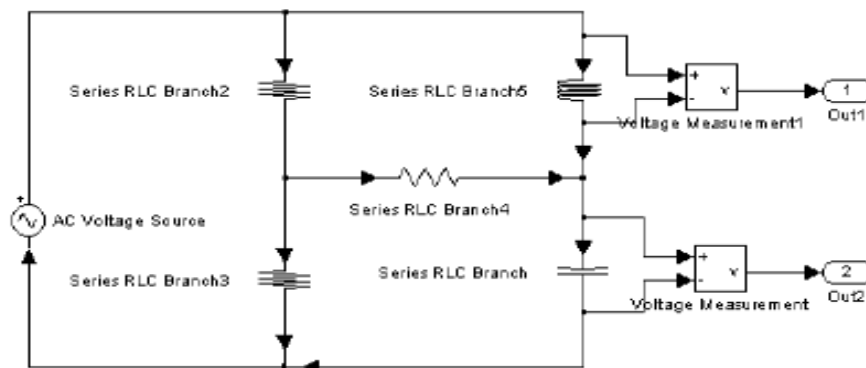 Series RLC Branch2
Series RLC Branch5
+
-
v
1
Voltage Measurement1
Out1
+
AC Voltage Source
Series RLC Branch4
Series RLC Branch3
Series RLC Branch
+
-
v
2
Voltage Measurement
Out2